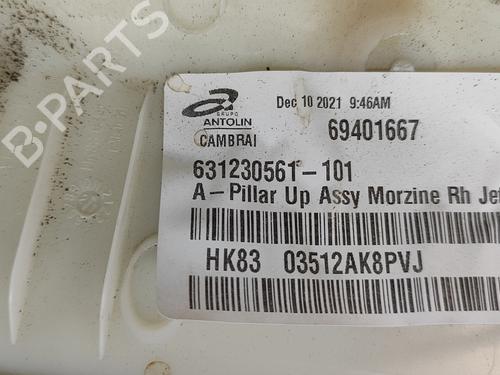 B-PARTS
Dec 10 2021 9:46AM
GRUPO
ANTOLIN
CAMBRAI
69401667
631230561-101
A-Pillar Up Assy Morzine Rh Jet
HK83 03512AK8PVJ